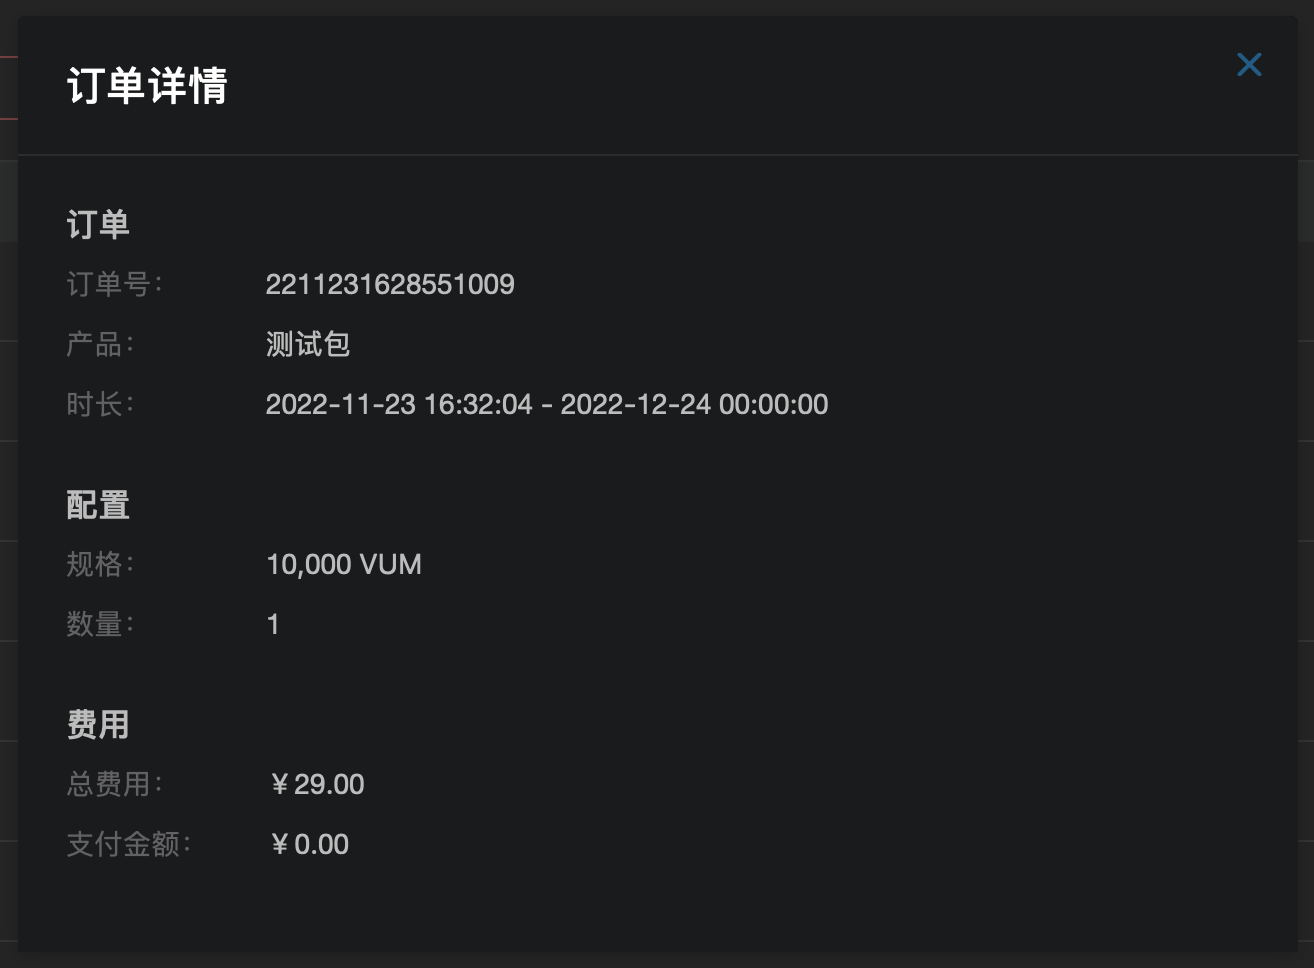 订单详情
订单
订单号： 2211231628551009
产品： 测试包
时长： 2022-11-23 16:32:04 - 2022-12-24 00:00:00
配置
规格： 10,000 VUM
数量： 1
费用
总费用： ¥ 29.00
支付金额： ¥ 0.00